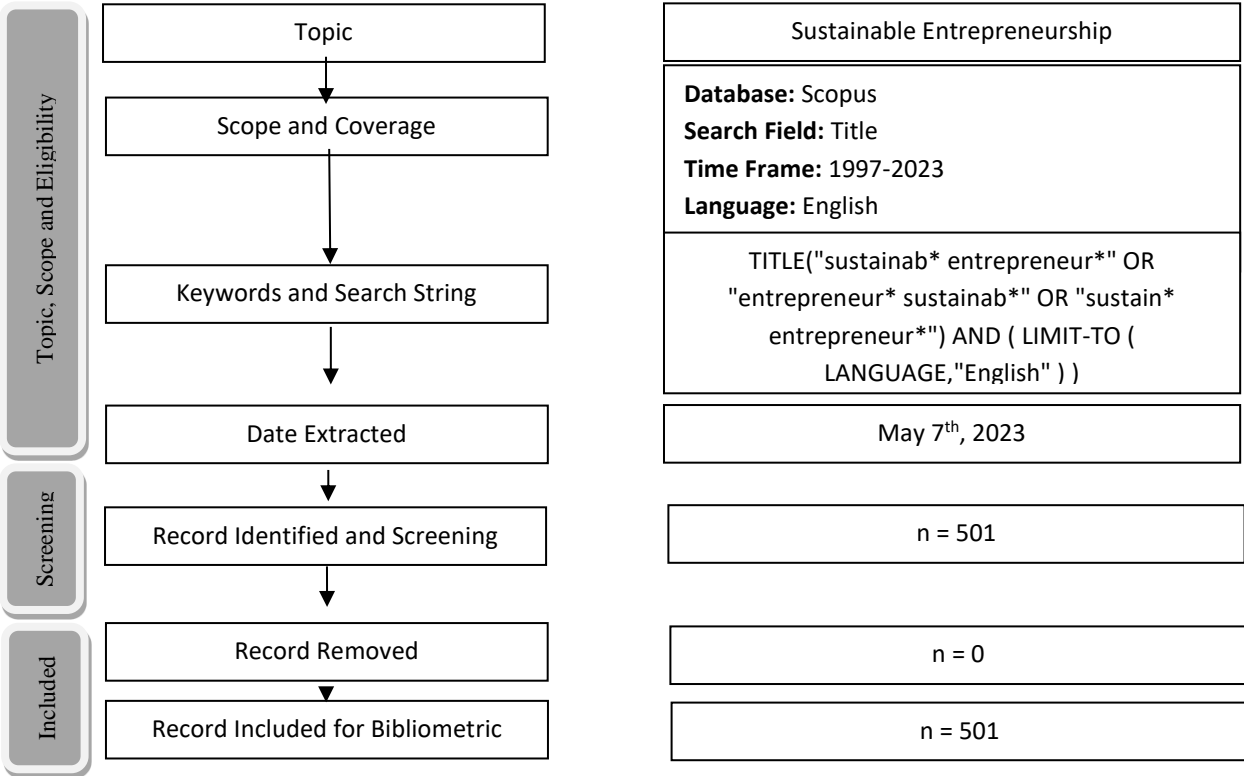 Topic, Scope and Eligibility
Topic
Sustainable Entrepreneurship
Scope and Coverage
Database: Scopus
Search Field: Title
Time Frame: 1997-2023
Language: English
Keywords and Search String
TITLE("sustainab* entrepreneur*" OR
"entrepreneur* sustainab*" OR "sustain*
entrepreneur*") AND ( LIMIT-TO (
LANGUAGE,"English" ) )
Date Extracted
May 7th, 2023
Screening
Record Identified and Screening
n = 501
Included
Record Removed
n = 0
Record Included for Bibliometric
n = 501